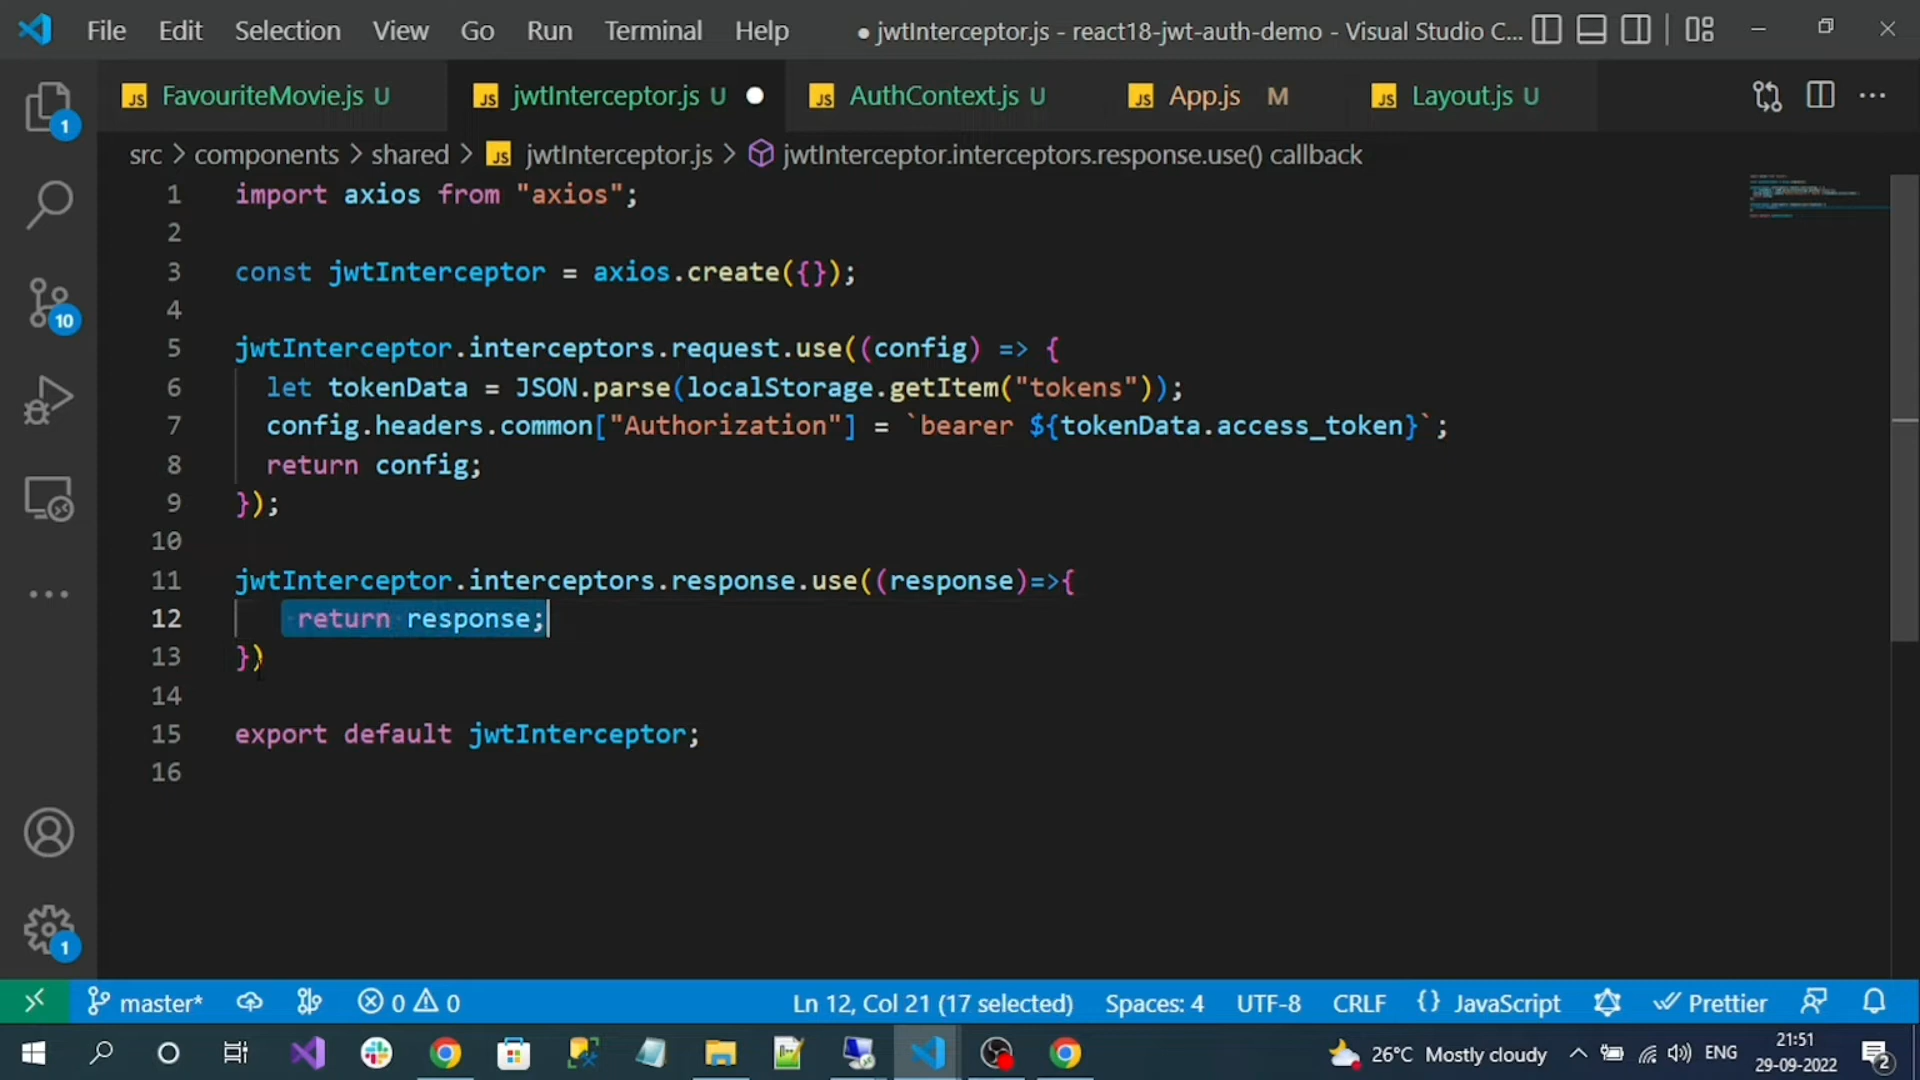 File Edit Selection View Go Run Terminal Help ● jwtInterceptor.js - react18-jwt-auth-demo - Visual Studio C...
JS FavouriteMovie.js U JS jwtInterceptor.js U JS AuthContext.js U JS App.js M JS Layout.js U
src > components > shared > JS jwtInterceptor.js > jwtInterceptor.interceptors.response.use() callback
1 import axios from "axios";
2
3 const jwtInterceptor = axios.create({});
4
5 jwtInterceptor.interceptors.request.use((config) => {
6 let tokenData = JSON.parse(localStorage.getItem("tokens"));
7 config.headers.common["Authorization"] = `bearer ${tokenData.access_token}`;
8 return config;
9 });
10
11 jwtInterceptor.interceptors.response.use((response)=>{
12 return response;
13 })
14
15 export default jwtInterceptor;
16
1
10
1
master* 0 0 Ln 12, Col 21 (17 selected) Spaces: 4 UTF-8 CRLF {} JavaScript Prettier
26°C Mostly cloudy ENG 21:51
29-09-2022 2